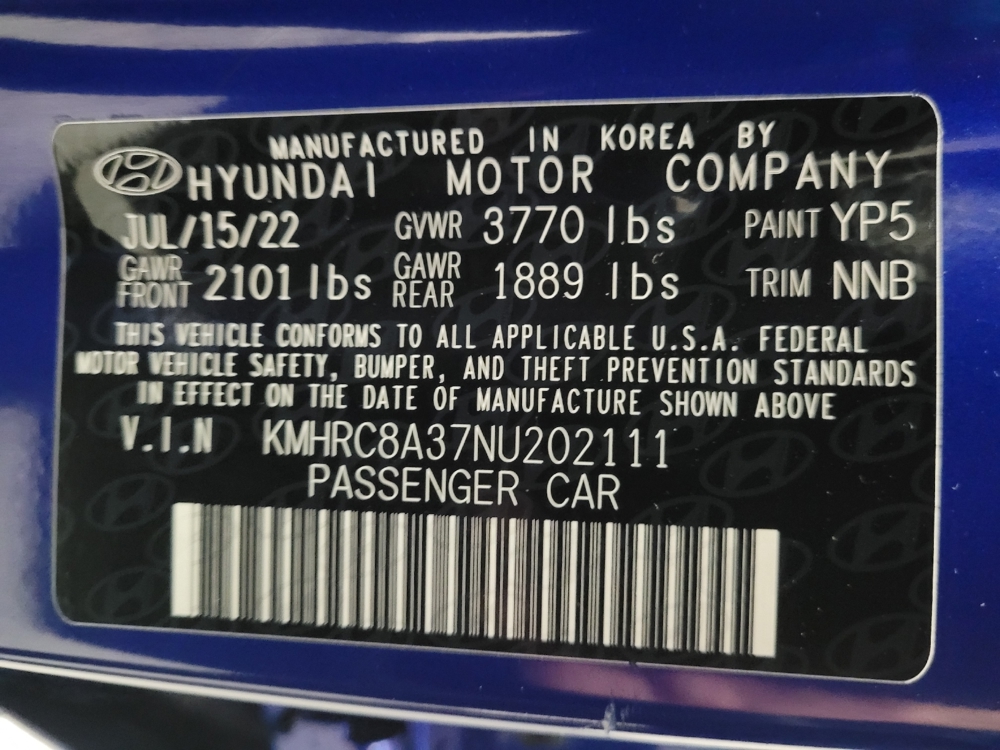 MANUFACTURED IN KOREA BY
HYUNDAI MOTOR COMPANY
JUL/15/22 GVWR 3770 lbs PAINT YP5
GAWR FRONT 2101 lbs GAWR REAR 1889 lbs TRIM NNB
THIS VEHICLE CONFORMS TO ALL APPLICABLE U.S.A. FEDERAL
MOTOR VEHICLE SAFETY, BUMPER, AND THEFT PREVENTION STANDARDS
IN EFFECT ON THE DATE OF MANUFACTURE SHOWN ABOVE
V.I.N KMHRC8A37NU202111
PASSENGER CAR